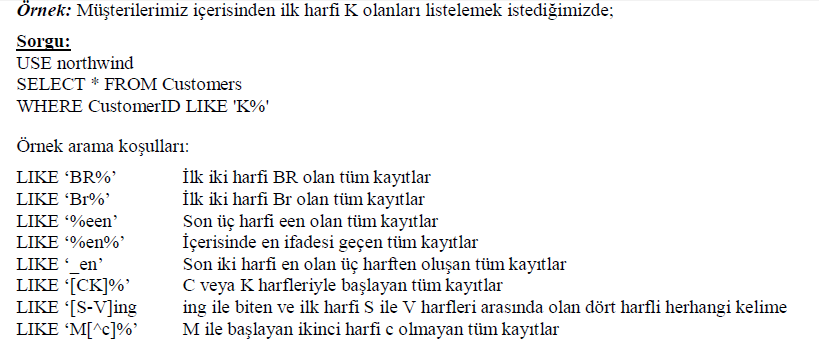 Örnek: Müşterilerimiz içerisinden ilk harfi K olanları listelemek istediğimizde;
Sorgu:
USE northwind
SELECT * FROM Customers
WHERE CustomerID LIKE 'K%'
Örnek arama koşulları:
LIKE ‘BR%’ İlk iki harfi BR olan tüm kayıtlar
LIKE ‘Br%’ İlk iki harfi Br olan tüm kayıtlar
LIKE ‘%een’ Son üç harfi een olan tüm kayıtlar
LIKE ‘%en%’ İçerisinde en ifadesi geçen tüm kayıtlar
LIKE ‘_en’ Son iki harfi en olan üç harften oluşan tüm kayıtlar
LIKE ‘[CK]%’ C veya K harfleriyle başlayan tüm kayıtlar
LIKE ‘[S-V]ing ing ile biten ve ilk harfi S ile V harfleri arasında olan dört harfli herhangi kelime
LIKE ‘M[^c]%’ M ile başlayan ikinci harfi c olmayan tüm kayıtlar